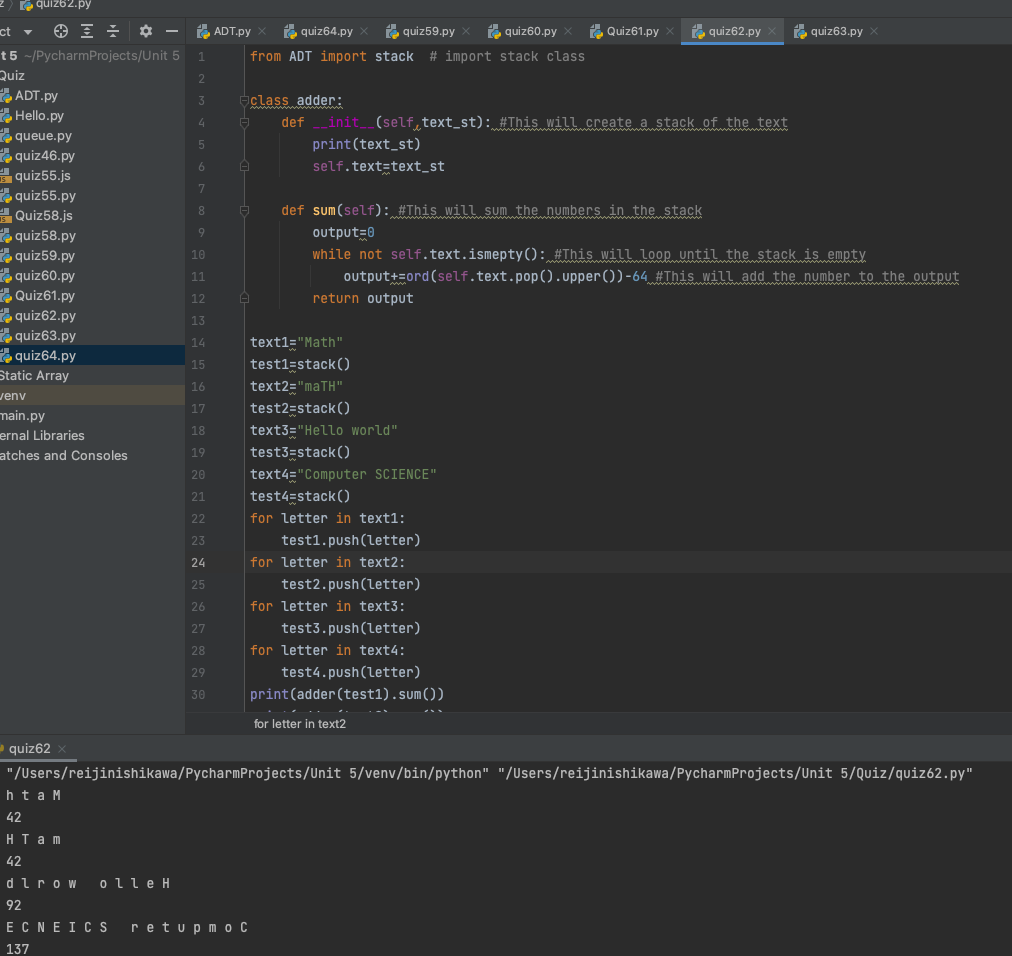 quiz62.py
ct
ADT.py quiz64.py quiz59.py quiz60.py Quiz61.py quiz62.py quiz63.py
t 5 ~/PycharmProjects/Unit 5
Quiz
ADT.py
Hello.py
queue.py
quiz46.py
quiz55.js
quiz55.py
Quiz58.js
quiz58.py
quiz59.py
quiz60.py
Quiz61.py
quiz62.py
quiz63.py
quiz64.py
Static Array
venv
main.py
ernal Libraries
atches and Consoles
1 from ADT import stack  # import stack class
2
3 class adder:
4     def __init__(self,text_st): #This will create a stack of the text
5         print(text_st)
6         self.text=text_st
7
8     def sum(self): #This will sum the numbers in the stack
9         output=0
10         while not self.text.ismepty(): #This will loop until the stack is empty
11             output+=ord(self.text.pop().upper())-64 #This will add the number to the output
12         return output
13
14 text1="Math"
15 test1=stack()
16 text2="maTH"
17 test2=stack()
18 text3="Hello world"
19 test3=stack()
20 text4="Computer SCIENCE"
21 test4=stack()
22 for letter in text1:
23     test1.push(letter)
24 for letter in text2:
25     test2.push(letter)
26 for letter in text3:
27     test3.push(letter)
28 for letter in text4:
29     test4.push(letter)
30 print(adder(test1).sum())
for letter in text2
quiz62
"/Users/reijinishikawa/PycharmProjects/Unit 5/venv/bin/python" "/Users/reijinishikawa/PycharmProjects/Unit 5/Quiz/quiz62.py"
h t a M
42
H T a m
42
d l r o w   o l l e H
92
E C N E I C S   r e t u p m o C
137